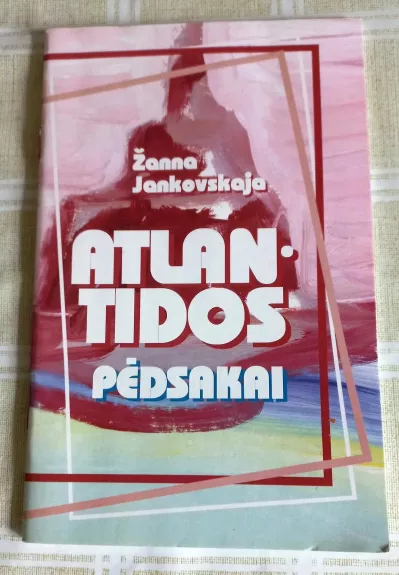 Žanna
Jankovskaja
ATLAN-
TIDOS
PĖDSAKAI